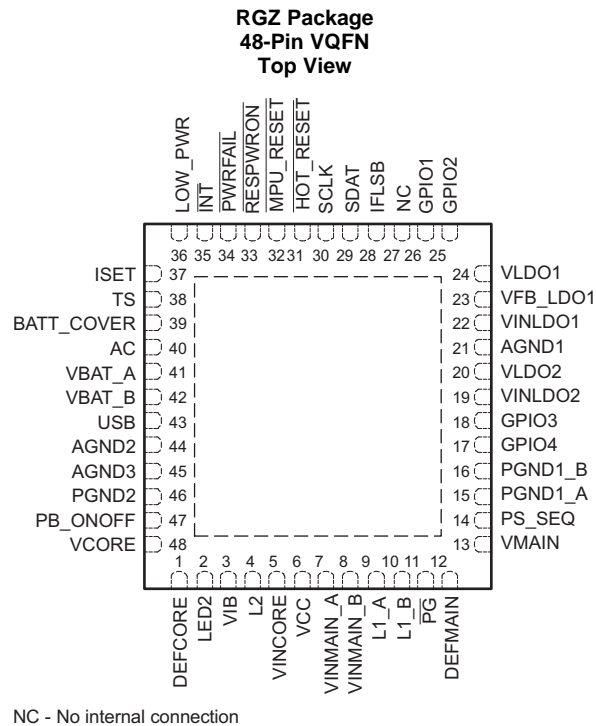 RGZ Package
48-Pin VQFN
Top View
LOW_PWR
INT
PWRFAIL
RESPWRON
MPU_RESET
HOT_RESET
SCLK
SDAT
IFLSB
NC
GPIO1
GPIO2
36 35 34 33 32 31 30 29 28 27 26 25
ISET 37
TS 38
BATT_COVER 39
AC 40
VBAT_A 41
VBAT_B 42
USB 43
AGND2 44
AGND3 45
PGND2 46
PB_ONOFF 47
VCORE 48
24 VLDO1
23 VFB_LDO1
22 VINLDO1
21 AGND1
20 VLDO2
19 VINLDO2
18 GPIO3
17 GPIO4
16 PGND1_B
15 PGND1_A
14 PS_SEQ
13 VMAIN
1 2 3 4 5 6 7 8 9 10 11 12
DEFCORE
LED2
VIB
L2
VINCORE
VCC
VINMAIN_A
VINMAIN_B
L1_A
L1_B
PG
DEFMAIN
NC - No internal connection